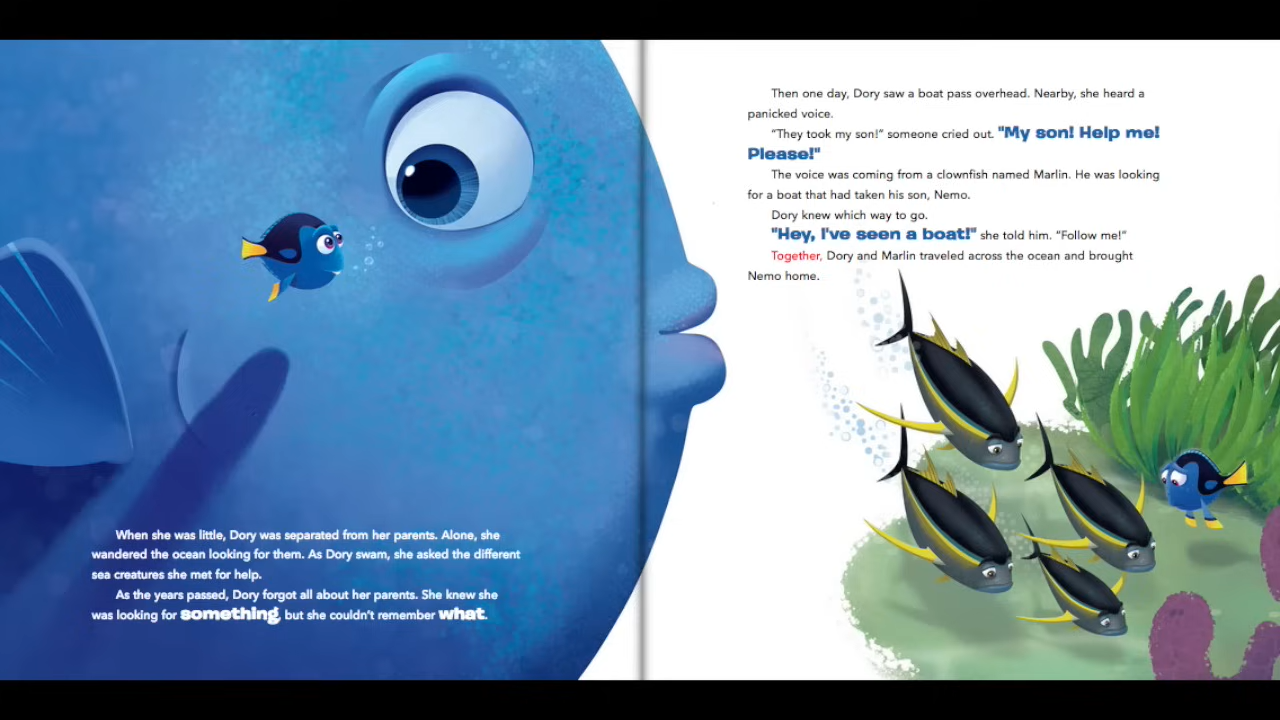 When she was little, Dory was separated from her parents. Alone, she
wandered the ocean looking for them. As Dory swam, she asked the different
sea creatures she met for help.
As the years passed, Dory forgot all about her parents. She knew she
was looking for something, but she couldn't remember what.
Then one day, Dory saw a boat pass overhead. Nearby, she heard a
panicked voice.
"They took my son!" someone cried out. "My son! Help me!
Please!"
The voice was coming from a clownfish named Marlin. He was looking
for a boat that had taken his son, Nemo.
Dory knew which way to go.
"Hey, I've seen a boat!" she told him. "Follow me!"
Together, Dory and Marlin traveled across the ocean and brought
Nemo home.